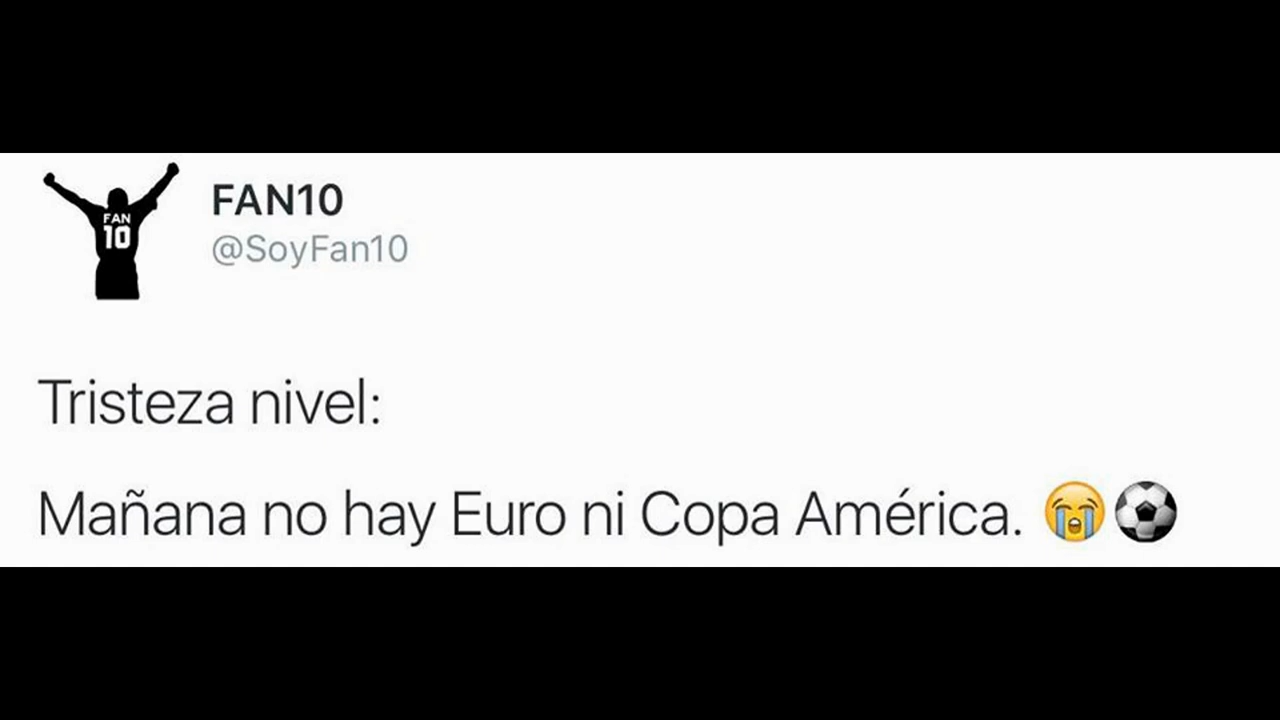 FAN
10
FAN10
@SoyFan10
Tristeza nivel:
Mañana no hay Euro ni Copa América. 😭⚽